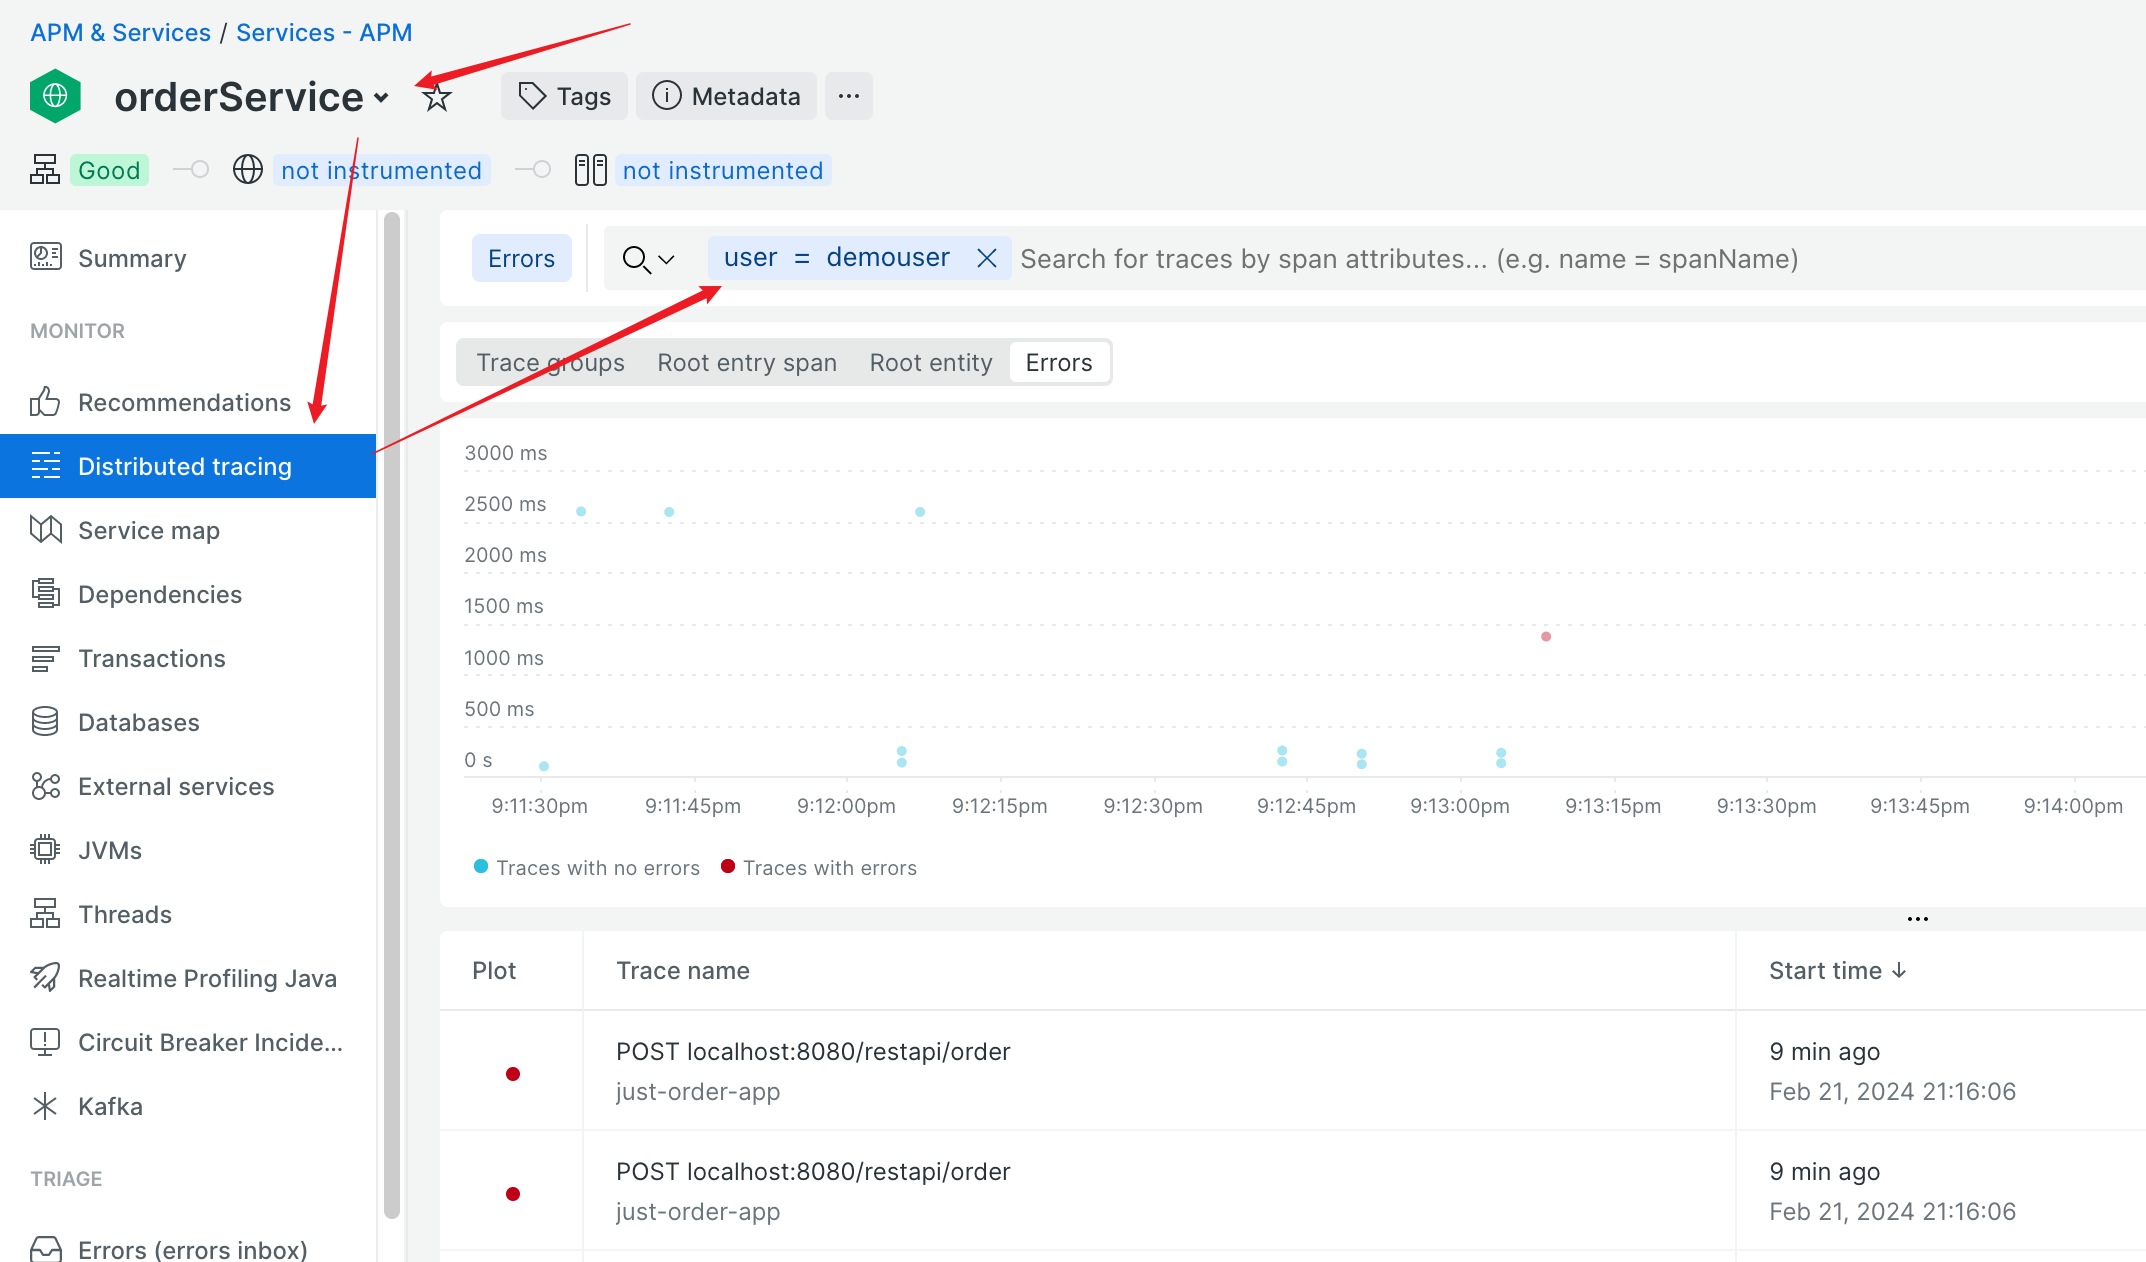 APM & Services / Services - APM
orderService
Tags
Metadata
Good
not instrumented
not instrumented
Summary
MONITOR
Recommendations
Distributed tracing
Service map
Dependencies
Transactions
Databases
External services
JVMs
Threads
Realtime Profiling Java
Circuit Breaker Incide...
Kafka
TRIAGE
Errors (errors inbox)
Errors
user = demouser
Search for traces by span attributes... (e.g. name = spanName)
Trace groups
Root entry span
Root entity
Errors
3000 ms
2500 ms
2000 ms
1500 ms
1000 ms
500 ms
0 s
9:11:30pm
9:11:45pm
9:12:00pm
9:12:15pm
9:12:30pm
9:12:45pm
9:13:00pm
9:13:15pm
9:13:30pm
9:13:45pm
9:14:00pm
Traces with no errors
Traces with errors
Plot
Trace name
Start time
POST localhost:8080/restapi/order
9 min ago
just-order-app
Feb 21, 2024 21:16:06
POST localhost:8080/restapi/order
9 min ago
just-order-app
Feb 21, 2024 21:16:06